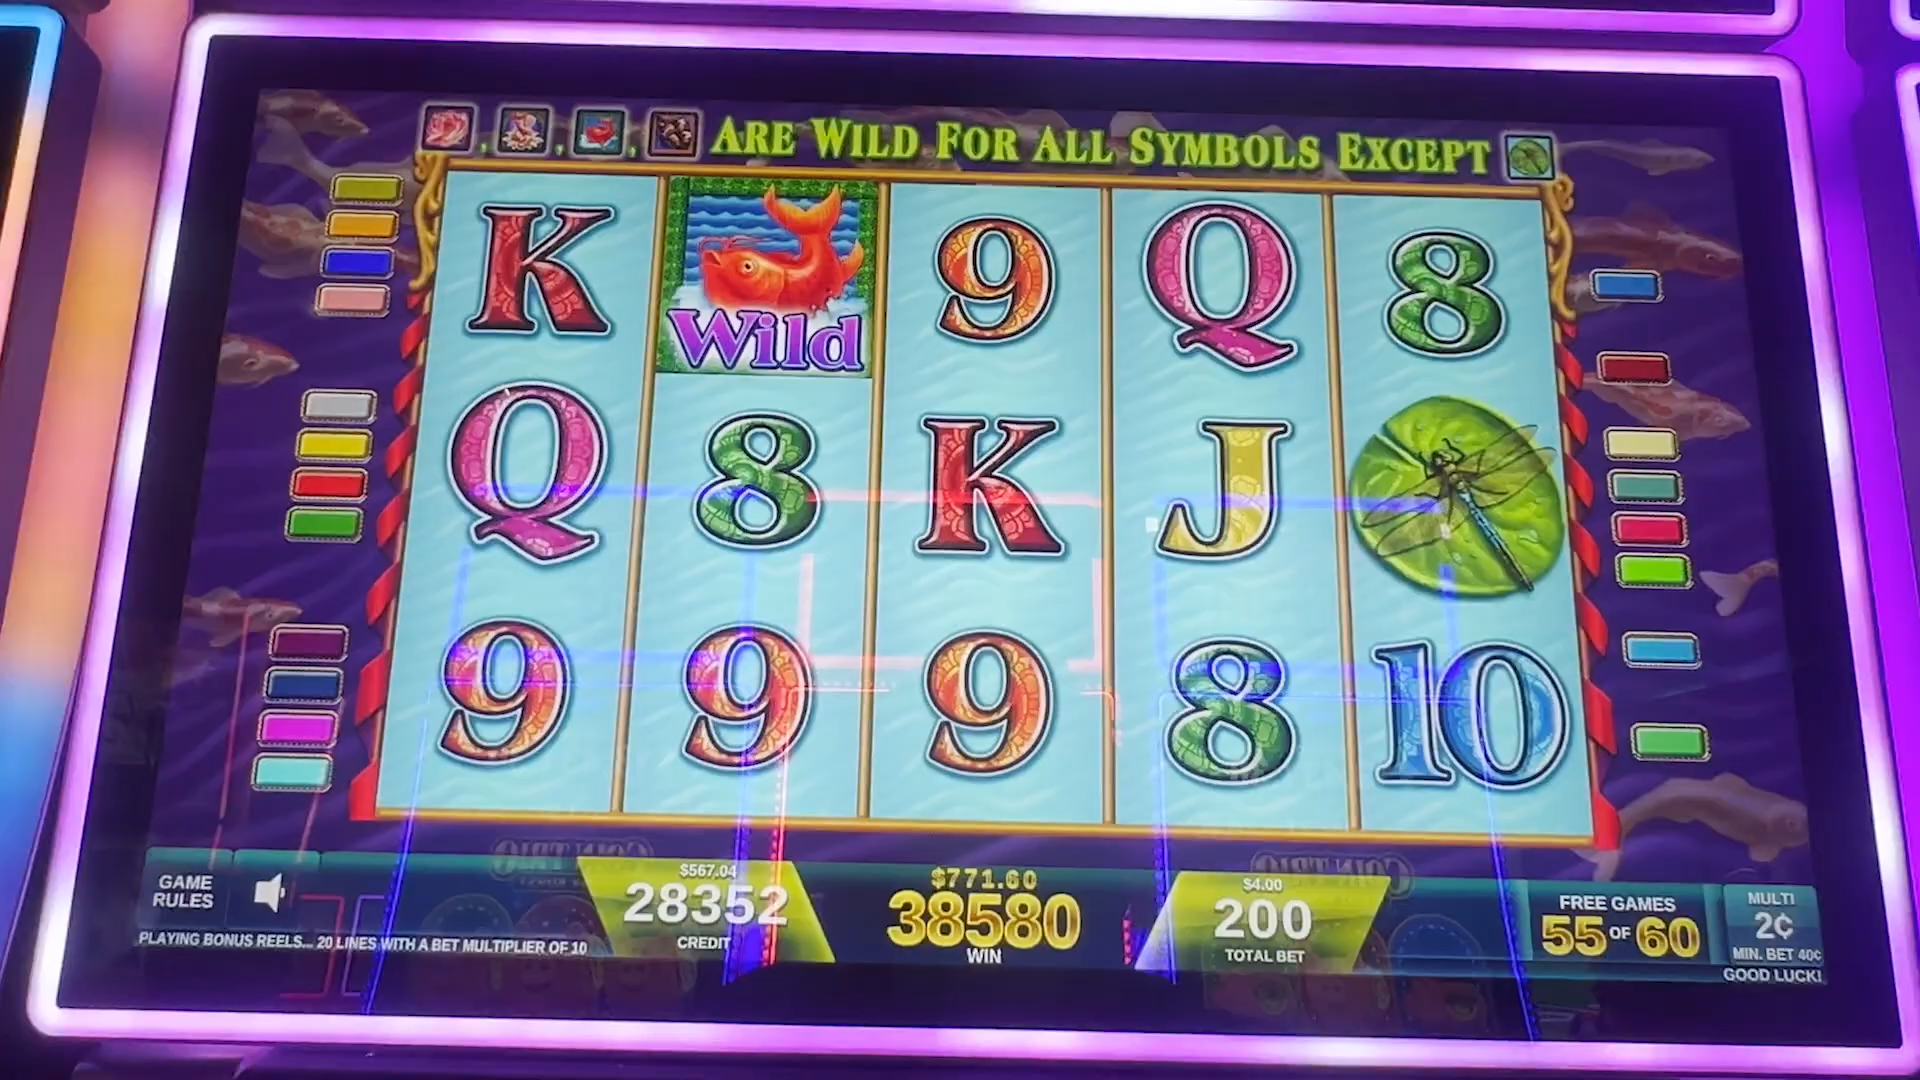 ARE WILD FOR ALL SYMBOLS EXCEPT
K Wild 9 Q 8
Q 8 K J
9 9 9 8 10
GAME RULES
PLAYING BONUS REELS... 20 LINES WITH A BET MULTIPLIER OF 10
$567.04
28352
CREDIT
$771.60
38580
WIN
$4.00
200
TOTAL BET
FREE GAMES
55 OF 60
MULTI
2¢
MIN. BET 40¢
GOOD LUCK!